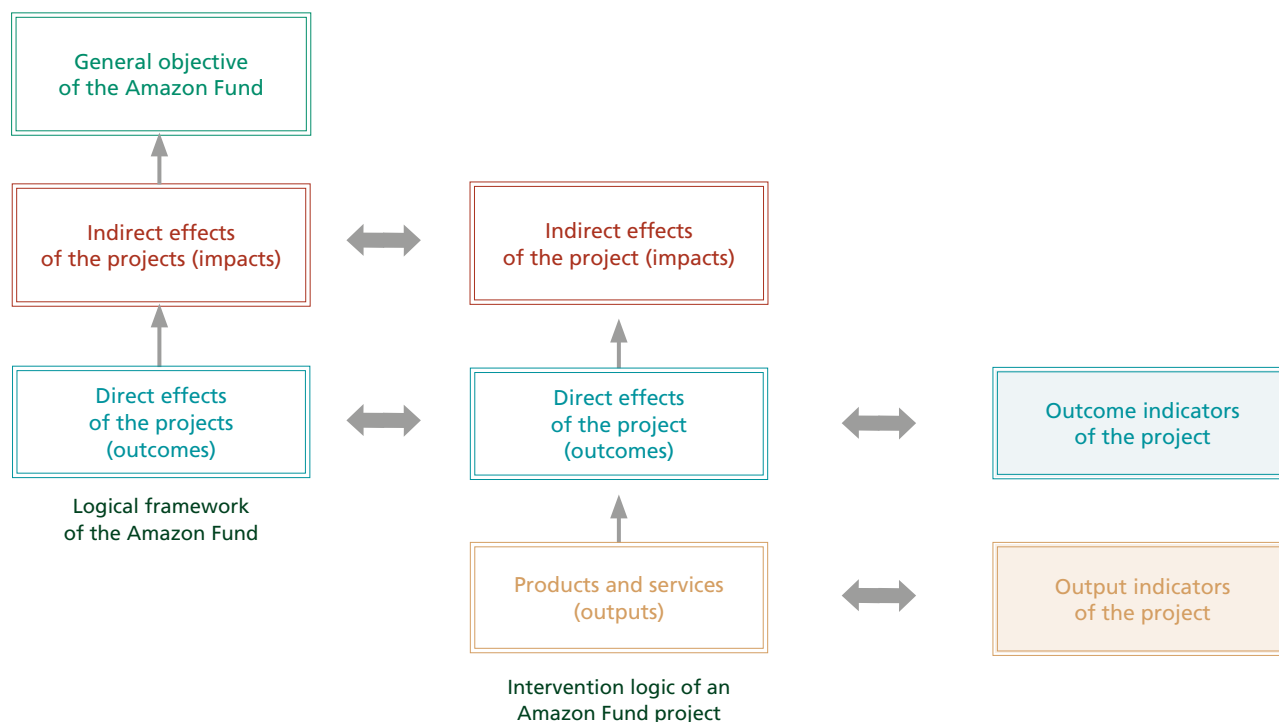 General objective
of the Amazon Fund
Indirect effects
of the projects (impacts)
Indirect effects
of the project (impacts)
Direct effects
of the projects
(outcomes)
Direct effects
of the project
(outcomes)
Outcome indicators
of the project
Logical framework
of the Amazon Fund
Products and services
(outputs)
Output indicators
of the project
Intervention logic of an
Amazon Fund project